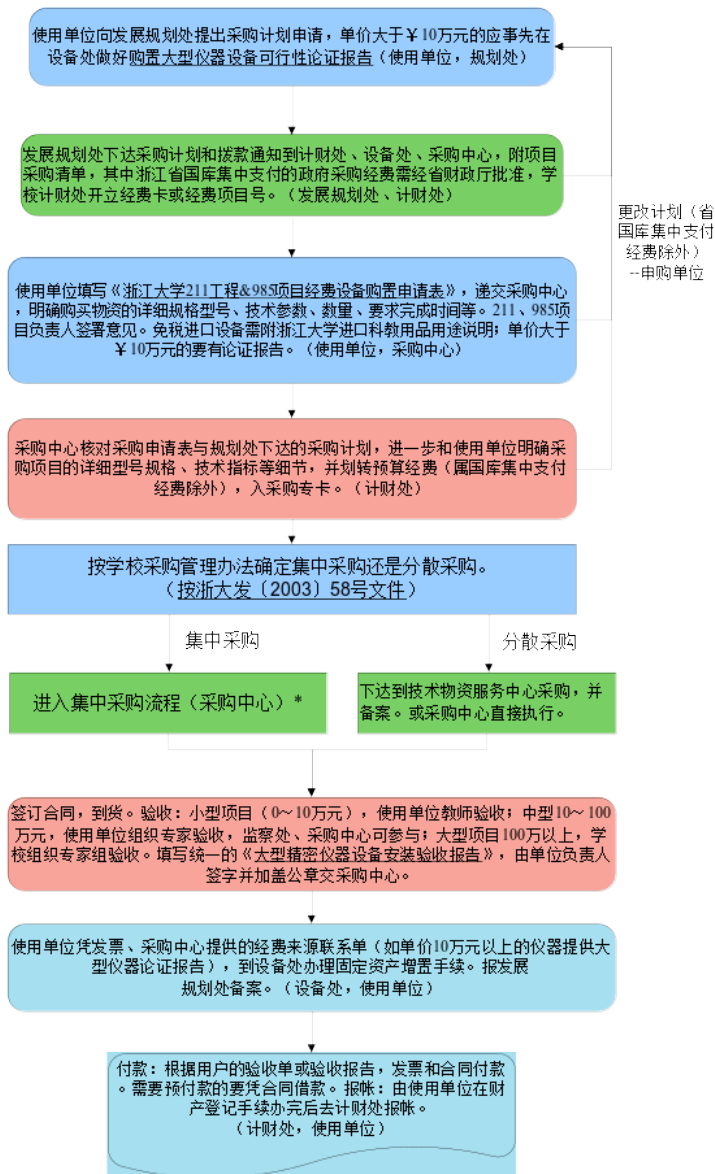 使用单位向发展规划处提出采购计划申请，单价大于￥10万元的应事先在
设备处做好购置大型仪器设备可行性论证报告（使用单位，规划处）
发展规划处下达采购计划和拨款通知到计财处、设备处、采购中心，附项目
采购清单，其中浙江省国库集中支付的政府采购经费需经省财政厅批准，学
校计财处开立经费卡或经费项目号。（发展规划处、计财处）
更改计划（省
国库集中支付
经费除外）
--申购单位
使用单位填写《浙江大学211工程&985项目经费设备购置申请表》，递交采购中心
，明确购买物资的详细规格型号、技术参数、数量、要求完成时间等。211、985项
目负责人签署意见。免税进口设备需附浙江大学进口科教用品用途说明；单价大于
￥10万元的要有论证报告。（使用单位，采购中心）
采购中心核对采购申请表与规划处下达的采购计划，进一步和使用单位明确采
购项目的详细型号规格、技术指标等细节，并划转预算经费（属国库集中支付
经费除外），入采购专卡。（计财处）
按学校采购管理办法确定集中采购还是分散采购。
（按浙大发〔2003〕58号文件）
集中采购
分散采购
进入集中采购流程（采购中心）*
下达到技术物资服务中心采购，并
备案。或采购中心直接执行。
签订合同，到货。验收：小型项目（0～10万元），使用单位教师验收；中型10～100
万元，使用单位组织专家验收，监察处、采购中心可参与；大型项目100万以上，学
校组织专家组验收。填写统一的《大型精密仪器设备安装验收报告》，由单位负责人
签字并加盖公章交采购中心。
使用单位凭发票、采购中心提供的经费来源联系单（如单价10万元以上的仪器提供大
型仪器论证报告），到设备处办理固定资产增置手续。报发展
规划处备案。（设备处，使用单位）
付款：根据用户的验收单或验收报告，发票和合同付款
。需要预付款的要凭合同借款。报帐：由使用单位在财
产登记手续办完后去计财处报帐。
（计财处，使用单位）